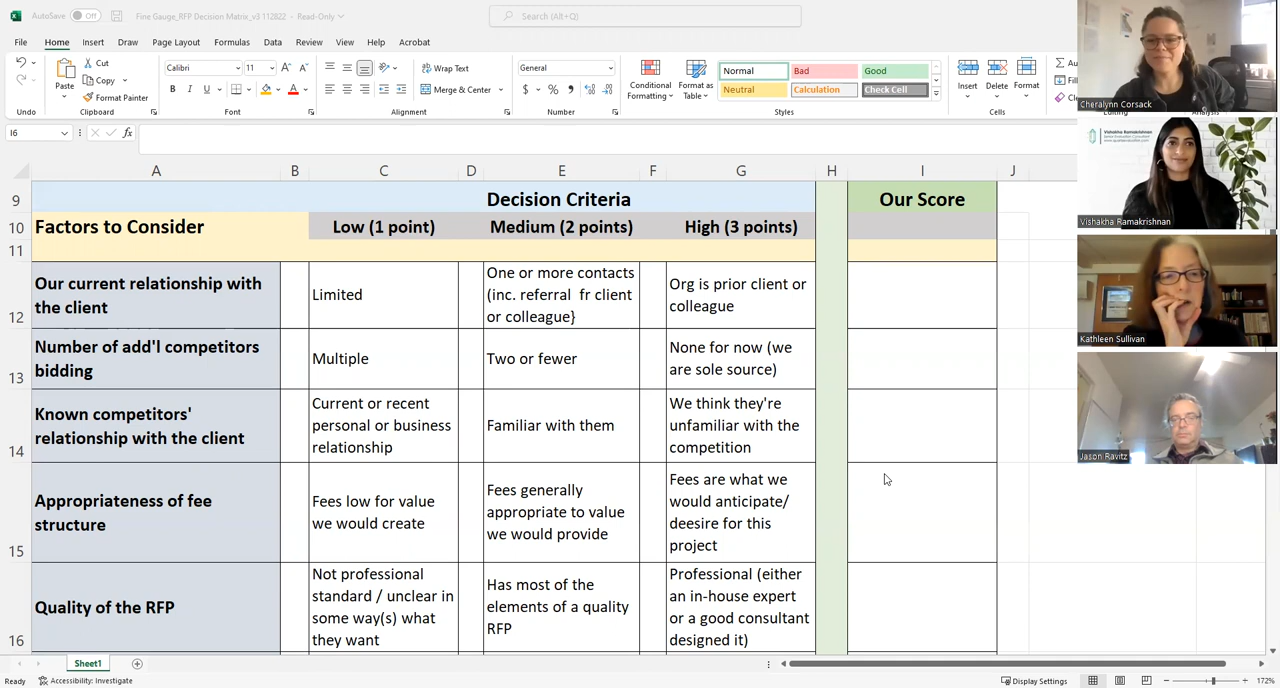 AutoSave Off Fine Gauge_RFP Decision Matrix_v3 112822 - Read-Only Search (Alt+Q)
File Home Insert Draw Page Layout Formulas Data Review View Help Acrobat
Paste
Cut
Copy
Format Painter
Calibri 11
B I U
Wrap Text
Merge & Center
General
$ % 9
Conditional Formatting
Format as Table
Normal Bad Good
Neutral Calculation Check Cell
Insert Delete Format
Undo Clipboard Font Alignment Number Styles Cells
I6 fx
A B C D E F G H I J
9 Decision Criteria Our Score
10 Factors to Consider Low (1 point) Medium (2 points) High (3 points)
11
12
Our current relationship with
the client
Limited
One or more contacts
(inc. referral fr client
or colleague}
Org is prior client or
colleague
13
Number of add'l competitors
bidding
Multiple
Two or fewer
None for now (we
are sole source)
14
Known competitors'
relationship with the client
Current or recent
personal or business
relationship
Familiar with them
We think they're
unfamiliar with the
competition
15
Appropriateness of fee
structure
Fees low for value
we would create
Fees generally
appropriate to value
we would provide
Fees are what we
would anticipate/
deesire for this
project
16
Quality of the RFP
Not professional
standard / unclear in
some way(s) what
they want
Has most of the
elements of a quality
RFP
Professional (either
an in-house expert
or a good consultant
designed it)
Sheet1
Ready Accessibility: Investigate Display Settings 172%
Cheralynn Corsack
Vishakha Ramakrishnan
Vishakha Ramakrishnan
Kathleen Sullivan
Jason Ravitz